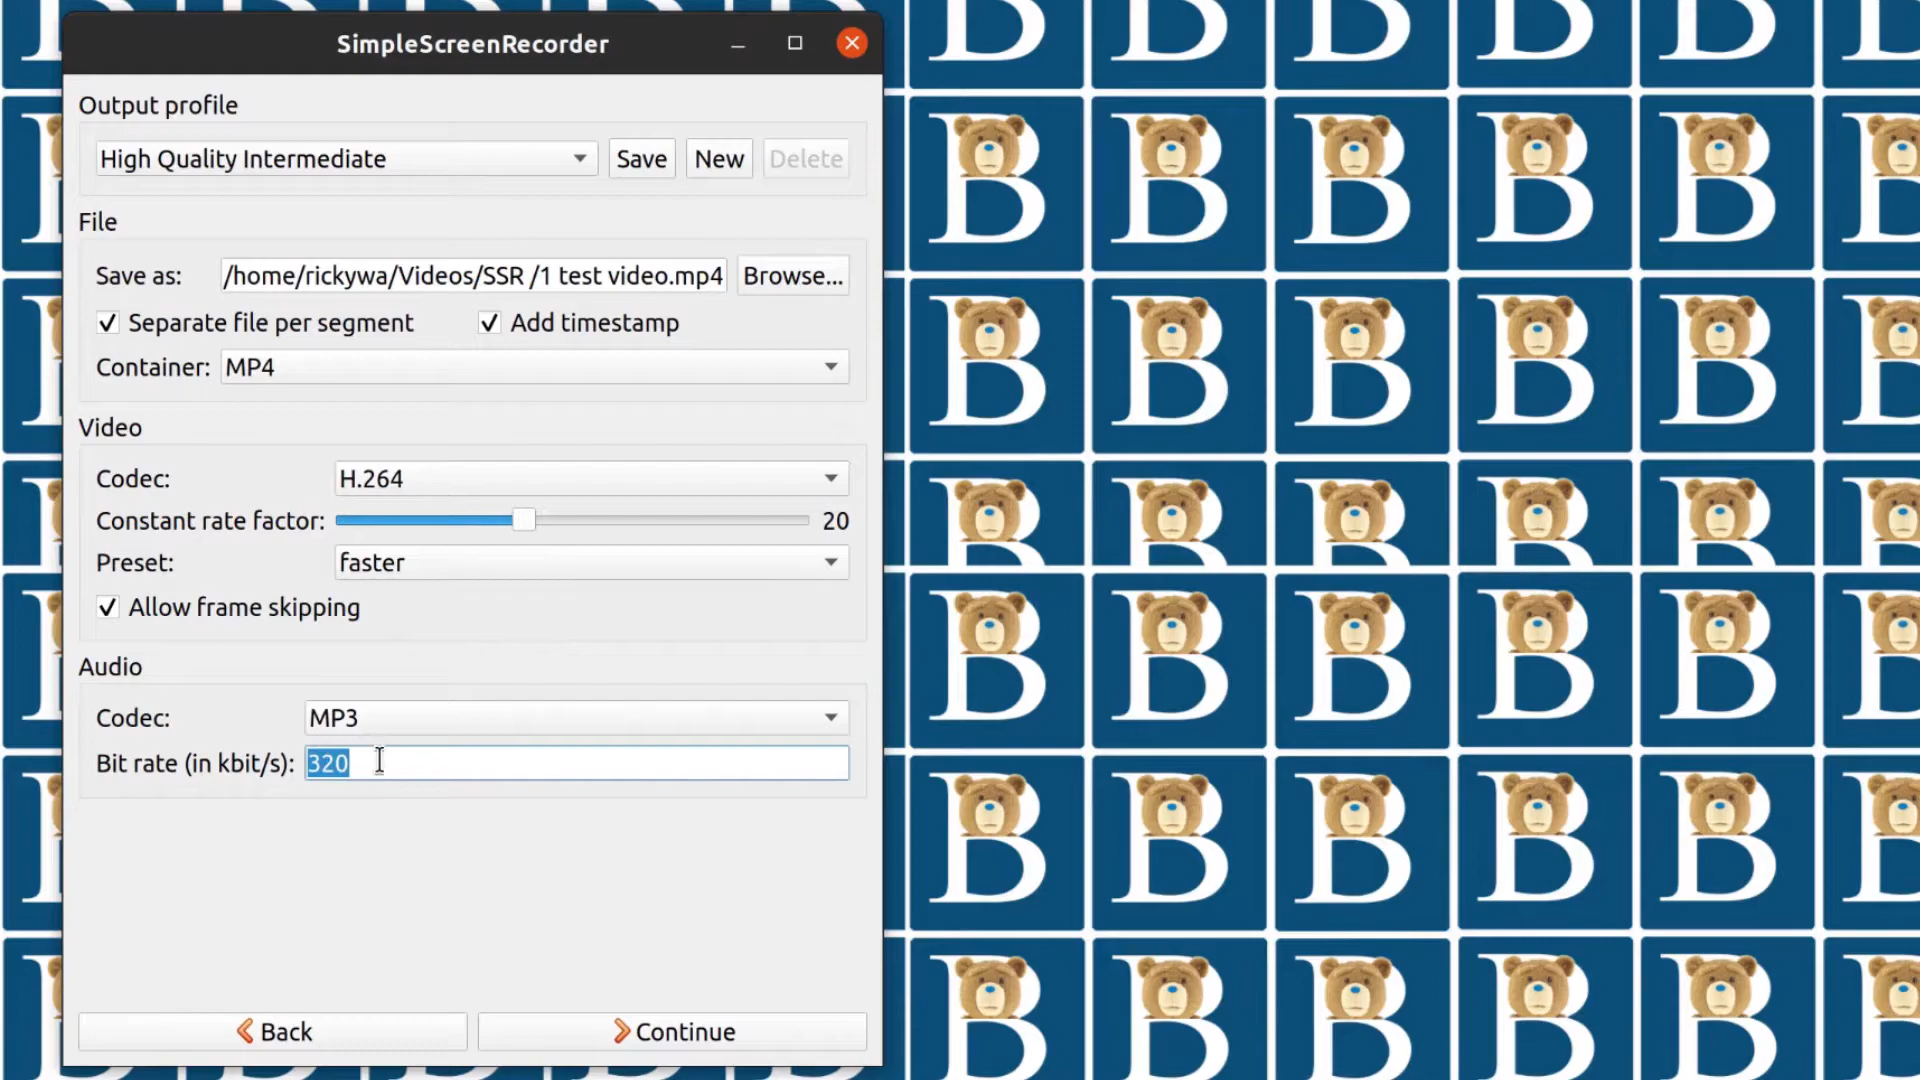 SimpleScreenRecorder
Output profile
High Quality Intermediate Save New Delete
File
Save as: /home/rickywa/Videos/SSR /1 test video.mp4 Browse...
Separate file per segment Add timestamp
Container: MP4
Video
Codec: H.264
Constant rate factor: 20
Preset: faster
Allow frame skipping
Audio
Codec: MP3
Bit rate (in kbit/s): 320
Back Continue